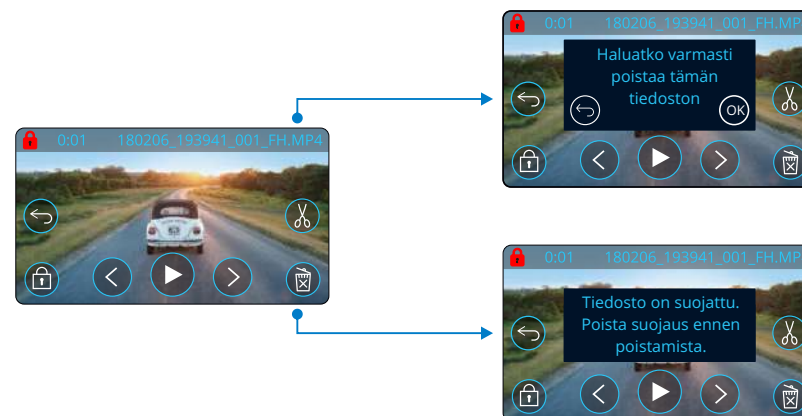 0:01 180206_193941_001_FH.MP4
0:01 180206_193941_001_FH.MP
Haluatko varmasti
poistaa tämän
tiedoston
OK
0:01 180206_193941_001_FH.MP
Tiedosto on suojattu.
Poista suojaus ennen
poistamista.